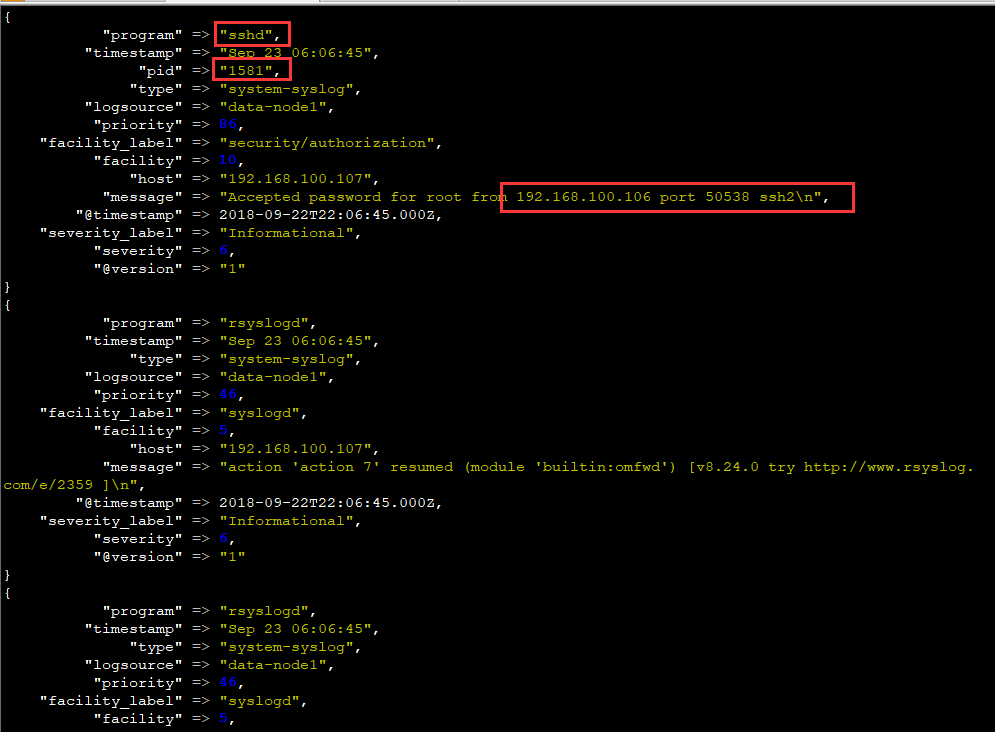 {
"program" => "sshd",
"timestamp" => "Sep 23 06:06:45",
"pid" => "1581",
"type" => "system-syslog",
"logsource" => "data-node1",
"priority" => 86,
"facility_label" => "security/authorization",
"facility" => 10,
"host" => "192.168.100.107",
"message" => "Accepted password for root from 192.168.100.106 port 50538 ssh2\n",
"@timestamp" => 2018-09-22T22:06:45.000Z,
"severity_label" => "Informational",
"severity" => 6,
"@version" => "1"
}
{
"program" => "rsyslogd",
"timestamp" => "Sep 23 06:06:45",
"type" => "system-syslog",
"logsource" => "data-node1",
"priority" => 46,
"facility_label" => "syslogd",
"facility" => 5,
"host" => "192.168.100.107",
"message" => "action 'action 7' resumed (module 'builtin:omfwd') [v8.24.0 try http://www.rsyslog.
com/e/2359 ]\n",
"@timestamp" => 2018-09-22T22:06:45.000Z,
"severity_label" => "Informational",
"severity" => 6,
"@version" => "1"
}
{
"program" => "rsyslogd",
"timestamp" => "Sep 23 06:06:45",
"type" => "system-syslog",
"logsource" => "data-node1",
"priority" => 46,
"facility_label" => "syslogd",
"facility" => 5,